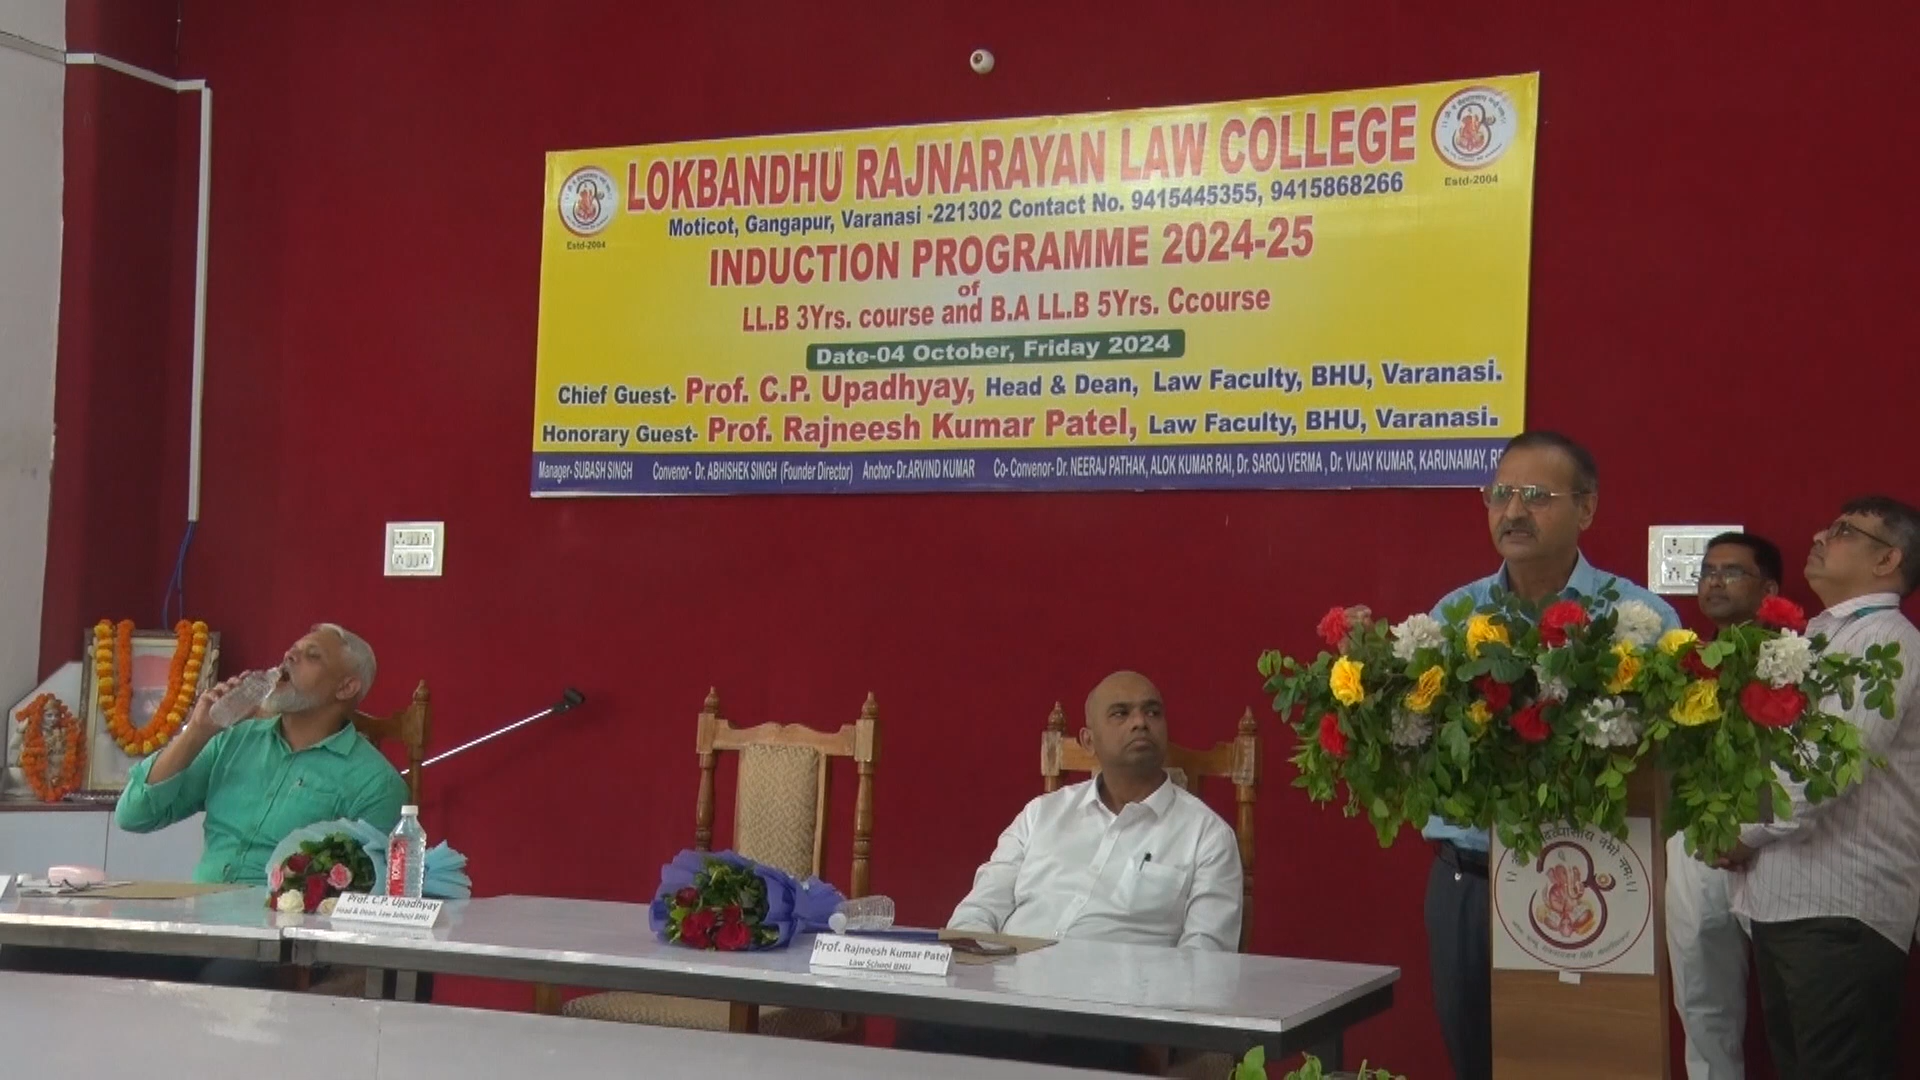 LOKBANDHU RAJNARAYAN LAW COLLEGE
Moticot, Gangapur, Varanasi -221302 Contact No. 9415445355, 9415868266
Estd-2004
Estd-2004
INDUCTION PROGRAMME 2024-25
of
LL.B 3Yrs. course and B.A LL.B 5Yrs. Ccourse
Date-04 October, Friday 2024
Chief Guest- Prof. C.P. Upadhyay, Head & Dean, Law Faculty, BHU, Varanasi.
Honorary Guest- Prof. Rajneesh Kumar Patel, Law Faculty, BHU, Varanasi.
Manager- SUBASH SINGH Convenor- Dr. ABHISHEK SINGH (Founder Director) Anchor- Dr.ARVIND KUMAR Co- Convenor- Dr. NEERAJ PATHAK, ALOK KUMAR RAI, Dr. SAROJ VERMA , Dr. VIJAY KUMAR, KARUNAMAY,
Prof. C.P. Upadhyay
Head & Dean, Law School BHU
Prof. Rajneesh Kumar Patel
Law School BHU